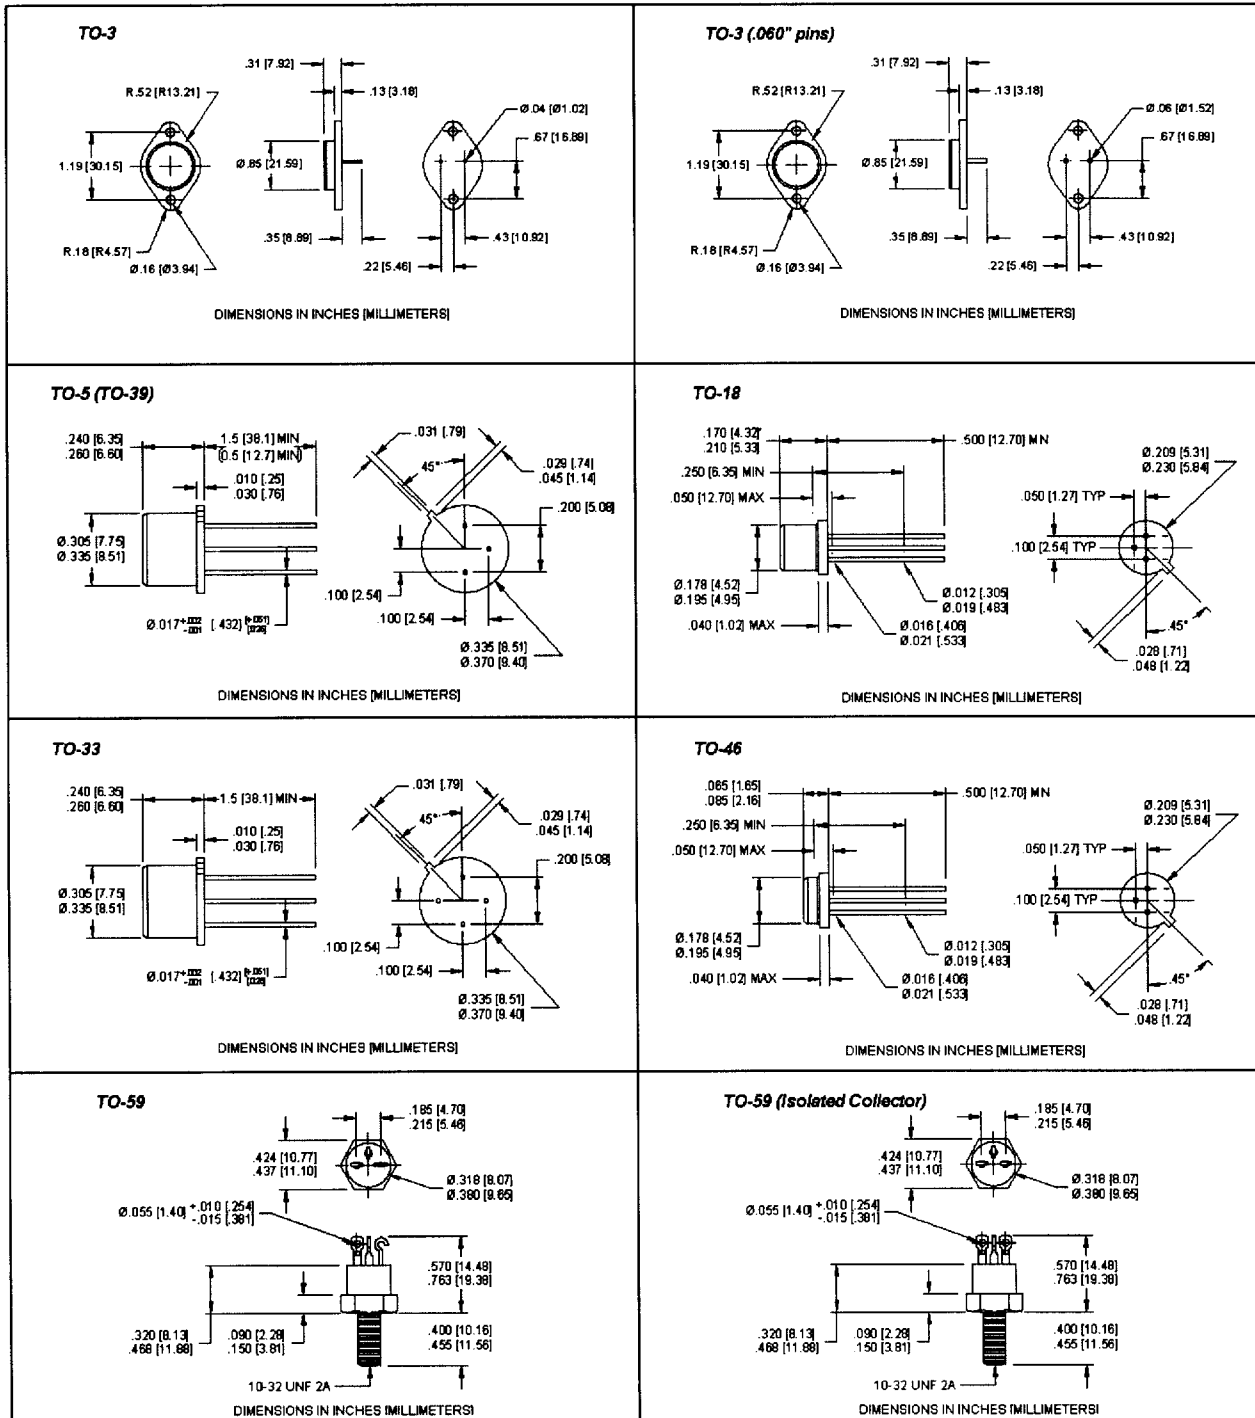 TO-3
.31 [7.92]
.13 [3.18]
R.52 [R13.21]
Ø.04 [Ø1.02]
.67 [16.89]
1.19 [30.15]
Ø.85 [21.59]
R.18 [R4.57]
Ø.16 [Ø3.94]
.35 [8.89]
.43 [10.92]
.22 [5.46]
DIMENSIONS IN INCHES [MILLIMETERS]
TO-3 (.060" pins)
.31 [7.92]
.13 [3.18]
R.52 [R13.21]
Ø.06 [Ø1.52]
.67 [16.89]
1.19 [30.15]
Ø.85 [21.59]
R.18 [R4.57]
Ø.16 [Ø3.94]
.35 [8.89]
.43 [10.92]
.22 [5.46]
DIMENSIONS IN INCHES [MILLIMETERS]
TO-5 (TO-39)
.240 [6.35]
.260 [6.60]
1.5 [38.1] MIN
(0.5 [12.7] MIN)
.010 [.25]
.030 [.76]
.031 [.79]
45°
.029 [.74]
.045 [1.14]
.200 [5.08]
Ø.305 [7.75]
Ø.335 [8.51]
.100 [2.54]
.100 [2.54]
Ø.017 +.002 -.001 [.432]
Ø.335 [8.51]
Ø.370 [9.40]
DIMENSIONS IN INCHES [MILLIMETERS]
TO-18
.170 [4.32]
.210 [5.33]
.500 [12.70] MIN
.250 [6.35] MIN
.050 [12.70] MAX
Ø.209 [5.31]
Ø.230 [5.84]
.050 [1.27] TYP
.100 [2.54] TYP
Ø.178 [4.52]
Ø.195 [4.95]
.040 [1.02] MAX
Ø.012 [.305]
Ø.019 [.483]
Ø.016 [.406]
Ø.021 [.533]
.45°
.028 [.71]
.048 [1.22]
DIMENSIONS IN INCHES [MILLIMETERS]
TO-33
.240 [6.35]
.260 [6.60]
1.5 [38.1] MIN
.010 [.25]
.030 [.76]
.031 [.79]
45°
.029 [.74]
.045 [1.14]
.200 [5.08]
Ø.305 [7.75]
Ø.335 [8.51]
.100 [2.54]
.100 [2.54]
Ø.017 +.002 -.001 [.432]
Ø.335 [8.51]
Ø.370 [9.40]
DIMENSIONS IN INCHES [MILLIMETERS]
TO-46
.065 [1.65]
.085 [2.16]
.500 [12.70] MIN
.250 [6.35] MIN
.050 [12.70] MAX
Ø.209 [5.31]
Ø.230 [5.84]
.050 [1.27] TYP
.100 [2.54] TYP
Ø.178 [4.52]
Ø.195 [4.95]
.040 [1.02] MAX
Ø.012 [.305]
Ø.019 [.483]
Ø.016 [.406]
Ø.021 [.533]
.45°
.028 [.71]
.048 [1.22]
DIMENSIONS IN INCHES [MILLIMETERS]
TO-59
.185 [4.70]
.215 [5.46]
.424 [10.77]
.437 [11.10]
Ø.318 [8.07]
Ø.380 [9.65]
Ø.055 [1.40] +.010 [.254]
-.015 [.381]
.570 [14.48]
.763 [19.38]
.320 [8.13]
.468 [11.88]
.090 [2.28]
.150 [3.81]
.400 [10.16]
.455 [11.56]
10-32 UNF 2A
DIMENSIONS IN INCHES [MILLIMETERS]
TO-59 (Isolated Collector)
.185 [4.70]
.215 [5.46]
.424 [10.77]
.437 [11.10]
Ø.318 [8.07]
Ø.380 [9.65]
Ø.055 [1.40] +.010 [.254]
-.015 [.381]
.570 [14.48]
.763 [19.38]
.320 [8.13]
.468 [11.88]
.090 [2.28]
.150 [3.81]
.400 [10.16]
.455 [11.56]
10-32 UNF 2A
DIMENSIONS IN INCHES [MILLIMETERS]